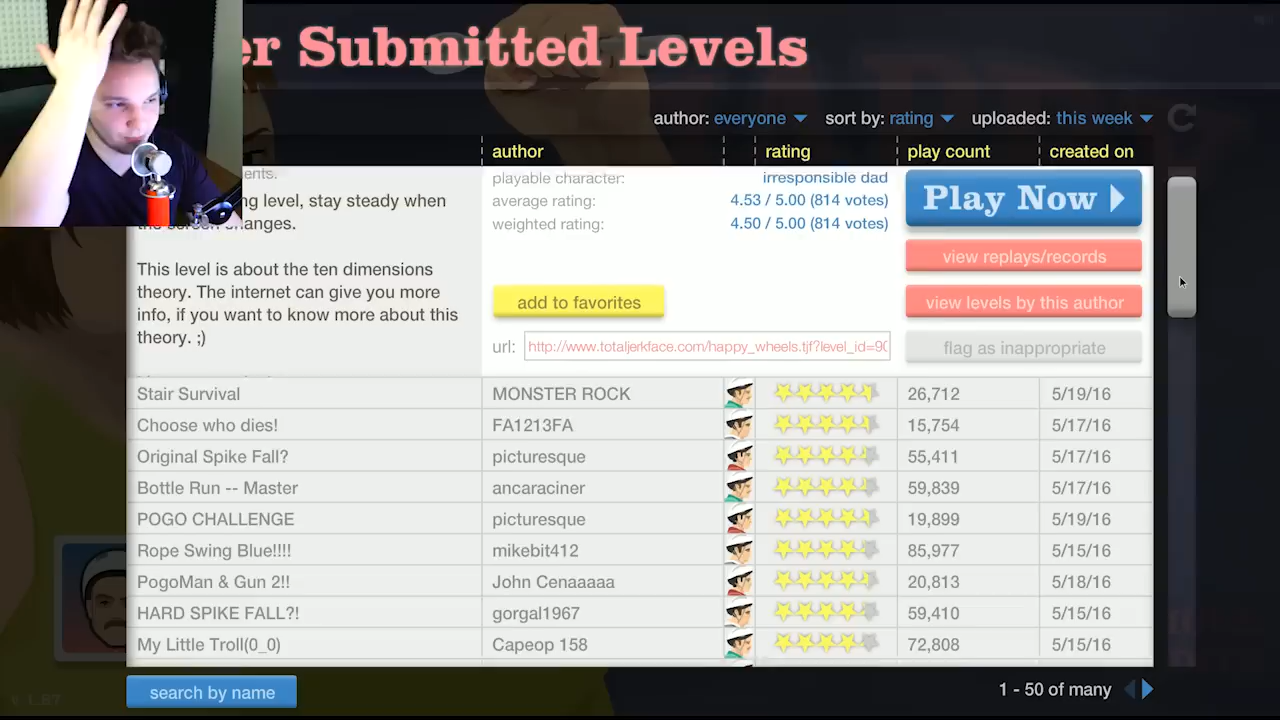 er Submitted Levels
author: everyone sort by: rating uploaded: this week
author rating play count created on
ents.
ng level, stay steady when
the screen changes.
This level is about the ten dimensions
theory. The internet can give you more
info, if you want to know more about this
theory. ;)
playable character: irresponsible dad
average rating: 4.53 / 5.00 (814 votes)
weighted rating: 4.50 / 5.00 (814 votes)
add to favorites
url: http://www.totaljerkface.com/happy_wheels.tjf?level_id=90
Play Now
view replays/records
view levels by this author
flag as inappropriate
Stair Survival MONSTER ROCK 26,712 5/19/16
Choose who dies! FA1213FA 15,754 5/17/16
Original Spike Fall? picturesque 55,411 5/17/16
Bottle Run -- Master ancaraciner 59,839 5/17/16
POGO CHALLENGE picturesque 19,899 5/19/16
Rope Swing Blue!!!! mikebit412 85,977 5/15/16
PogoMan & Gun 2!! John Cenaaaaa 20,813 5/18/16
HARD SPIKE FALL?! gorgal1967 59,410 5/15/16
My Little Troll(0_0) Capeop 158 72,808 5/15/16
search by name
1 - 50 of many
v 1.87